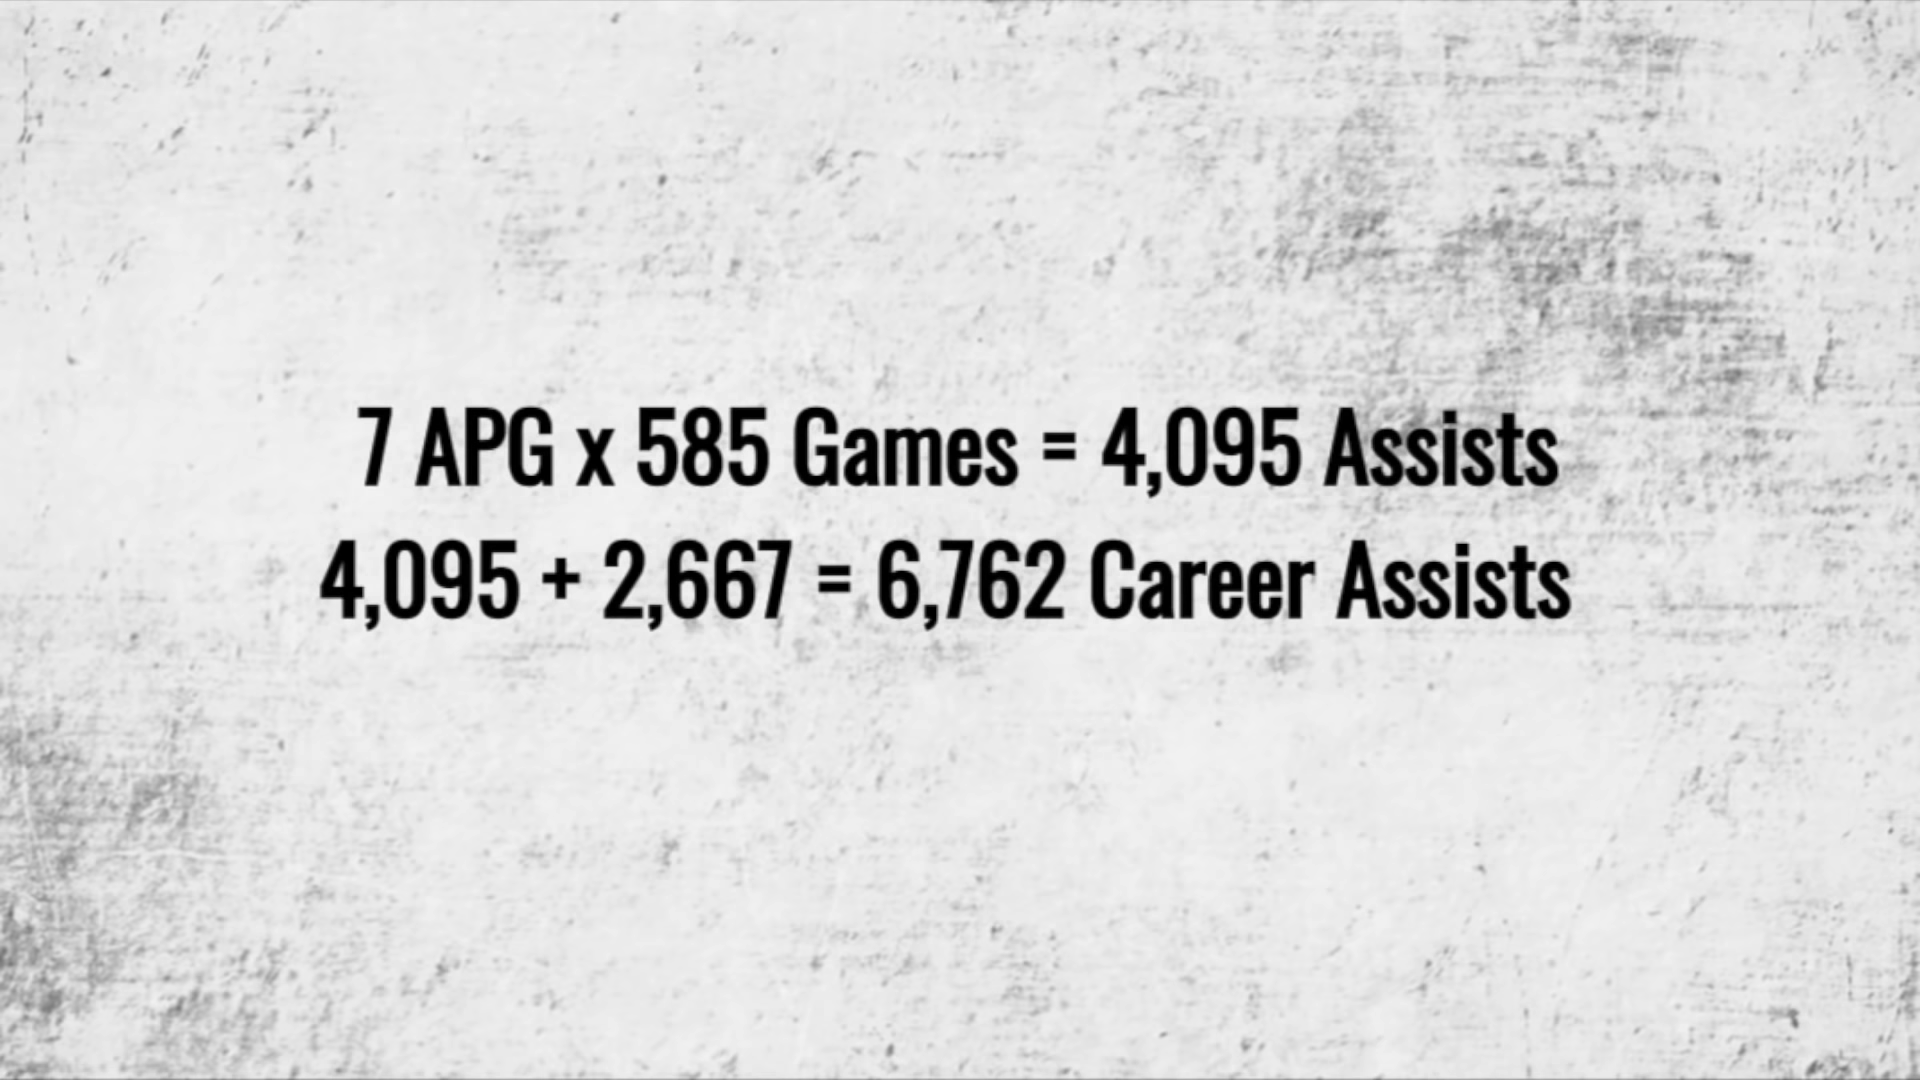 7 APG x 585 Games = 4,095 Assists
4,095 + 2,667 = 6,762 Career Assists